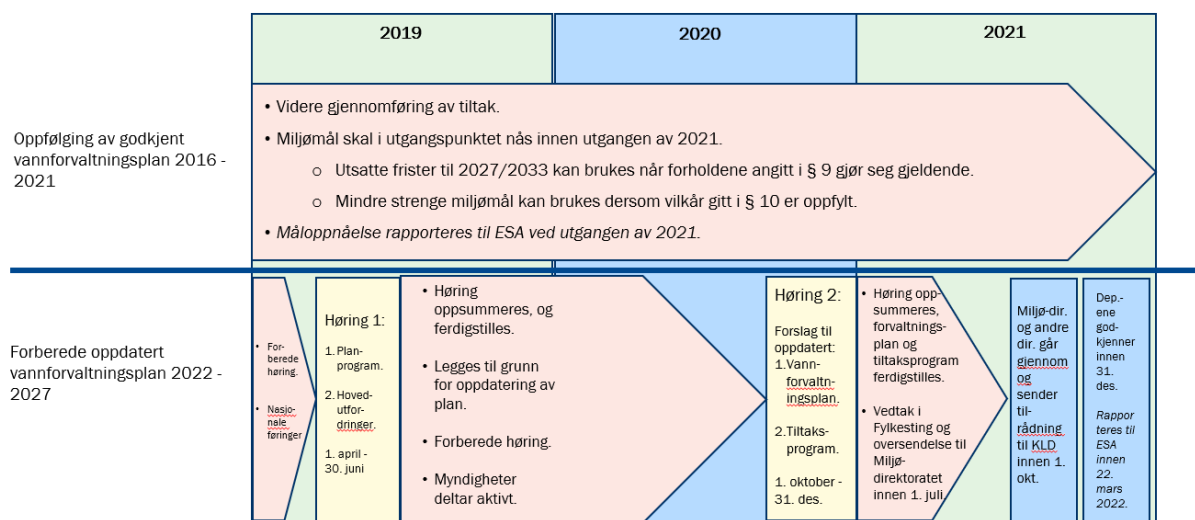 2019
2020
2021
Oppfølging av godkjent
vannforvaltningsplan 2016 -
2021
• Videre gjennomføring av tiltak.
• Miljømål skal i utgangspunktet nås innen utgangen av 2021.
o Utsatte frister til 2027/2033 kan brukes når forholdene angitt i § 9 gjør seg gjeldende.
o Mindre strenge miljømål kan brukes dersom vilkår gitt i § 10 er oppfylt.
• Måloppnåelse rapporteres til ESA ved utgangen av 2021.
Forberede oppdatert
vannforvaltningsplan 2022 -
2027
• For-
berede
høring.
• Nasjo-
nale
føringer
Høring 1:
1. Plan-
program.
2. Hoved-
utfor-
dringer.
1. april -
30. juni
• Høring
oppsummeres, og
ferdigstilles.
• Legges til grunn
for oppdatering av
plan.
• Forberede høring.
• Myndigheter
deltar aktivt.
Høring 2:
Forslag til
oppdatert:
1.Vann-
forvaltn-
ingsplan.
2.Tiltaks-
program.
1. oktober -
31. des.
• Høring opp-
summeres,
forvaltnings-
plan og
tiltaksprogram
ferdigstilles.
• Vedtak i
Fylkesting og
oversendelse til
Miljø-
direktoratet
innen 1. juli.
Miljø-dir.
og andre
dir. går
gjennom
og
sender
til-
rådning
til KLD
innen 1.
okt.
Dep.-
ene
god-
kjenner
innen
31.
des.
Rappor
teres til
ESA
innen
22.
mars
2022.